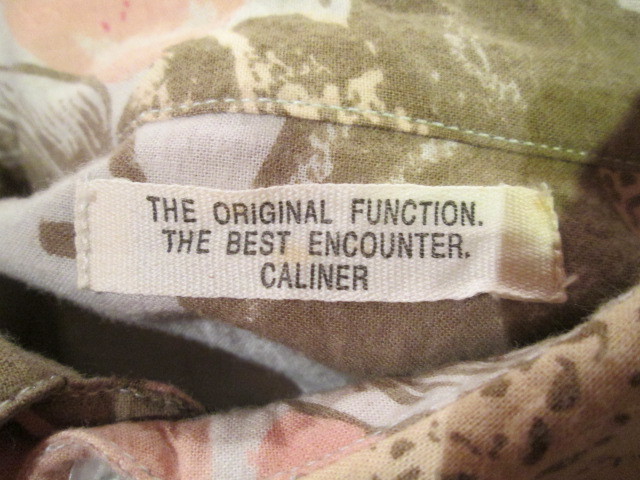 THE ORIGINAL FUNCTION.
THE BEST ENCOUNTER.
CALINER